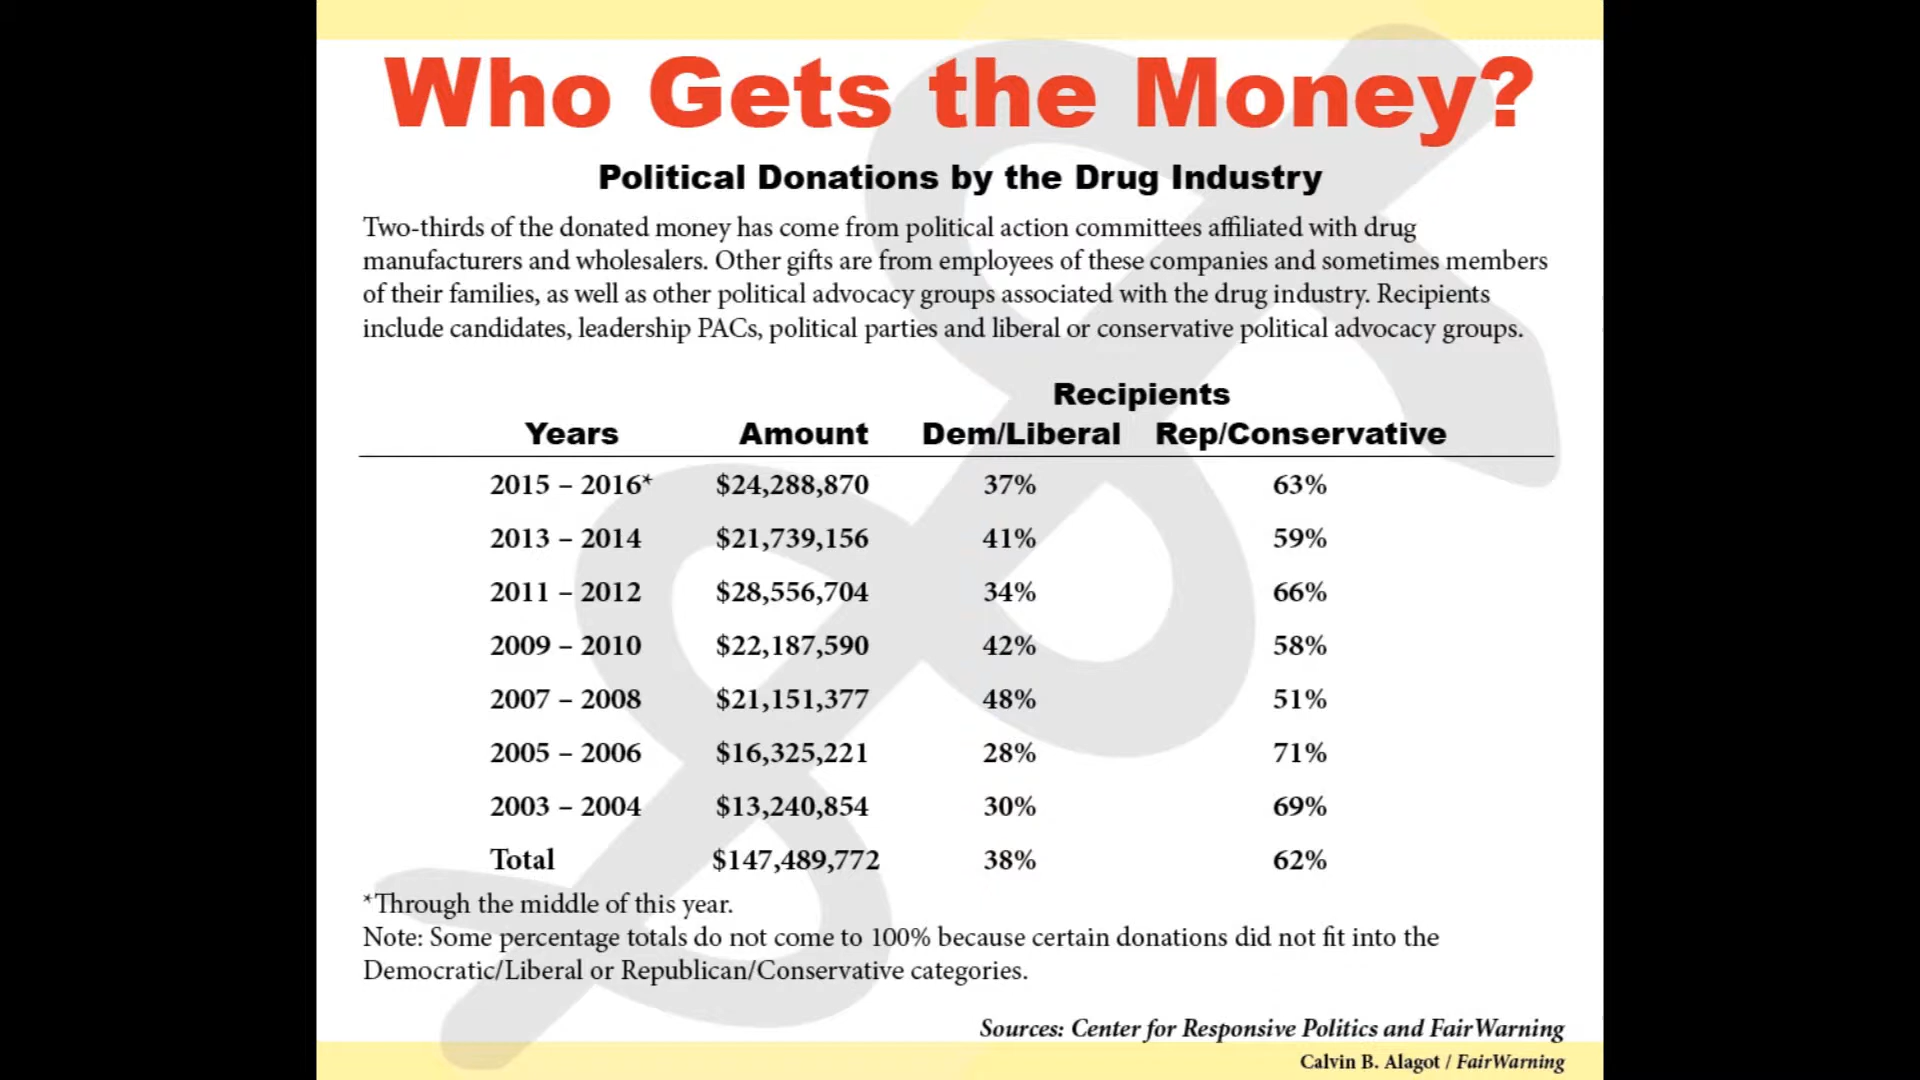 Who Gets the Money?
Political Donations by the Drug Industry
Two-thirds of the donated money has come from political action committees affiliated with drug
manufacturers and wholesalers. Other gifts are from employees of these companies and sometimes members
of their families, as well as other political advocacy groups associated with the drug industry. Recipients
include candidates, leadership PACs, political parties and liberal or conservative political advocacy groups.
Recipients
Years Amount Dem/Liberal Rep/Conservative
2015 – 2016* $24,288,870 37% 63%
2013 – 2014 $21,739,156 41% 59%
2011 – 2012 $28,556,704 34% 66%
2009 – 2010 $22,187,590 42% 58%
2007 – 2008 $21,151,377 48% 51%
2005 – 2006 $16,325,221 28% 71%
2003 – 2004 $13,240,854 30% 69%
Total $147,489,772 38% 62%
*Through the middle of this year.
Note: Some percentage totals do not come to 100% because certain donations did not fit into the
Democratic/Liberal or Republican/Conservative categories.
Sources: Center for Responsive Politics and FairWarning
Calvin B. Alagot / FairWarning